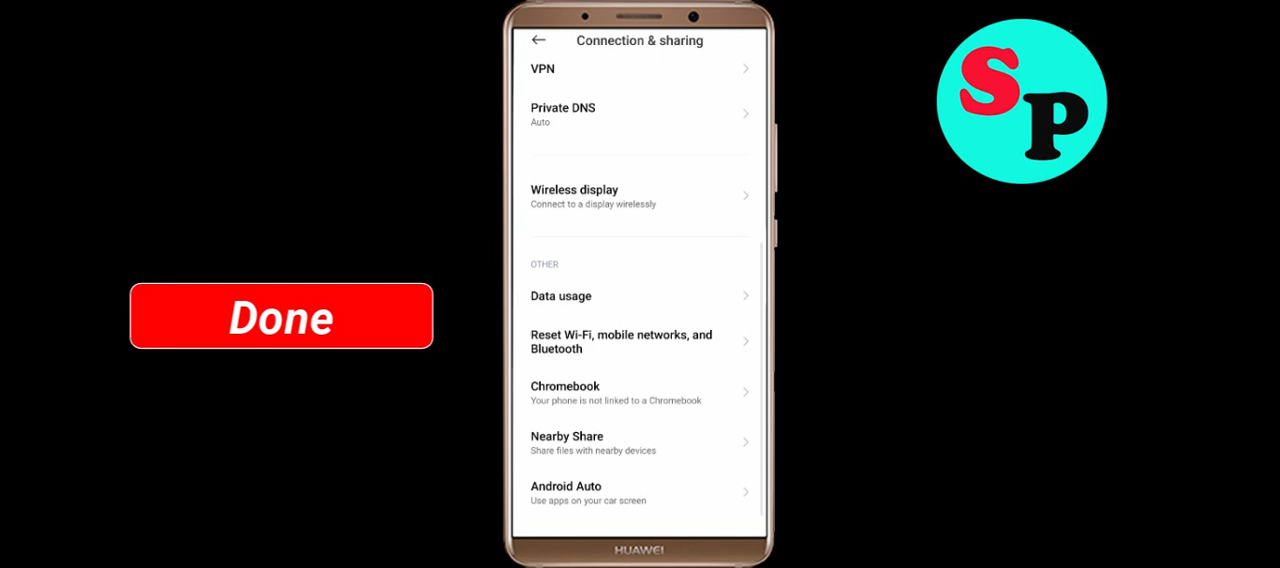 Connection & sharing
VPN
Private DNS
Auto
Wireless display
Connect to a display wirelessly
OTHER
Data usage
Reset Wi-Fi, mobile networks, and
Bluetooth
Chromebook
Your phone is not linked to a Chromebook
Nearby Share
Share files with nearby devices
Android Auto
Use apps on your car screen
HUAWEI
Done
SP